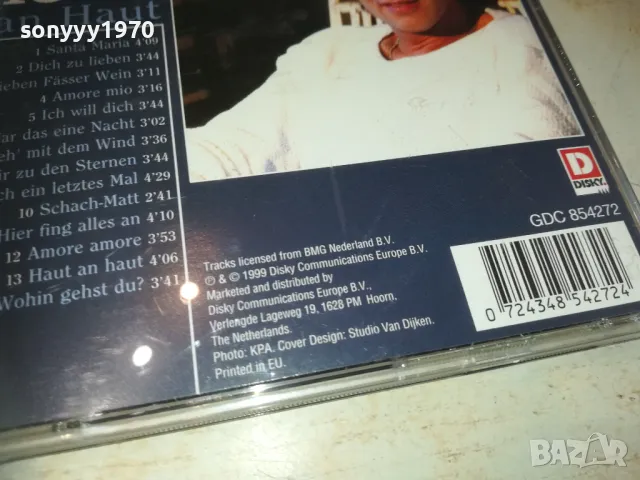 sonyyy1970
an Haut
1 Santa Maria 4'09
2 Dich zu lieben 3'44
ieben Fässer Wein 3'11
4 Amore mio 3'16
5 Ich will dich 3'44
ar das eine Nacht 3'02
eh' mit dem Wind 3'36
ir zu den Sternen 3'44
ch ein letztes Mal 4'29
10 Schach-Matt 2'41
Hier fing alles an 4'10
12 Amore amore 3'53
13 Haut an haut 4'06
Wohin gehst du? 3'41
Tracks licensed from BMG Nederland B.V.
℗ & © 1999 Disky Communications Europe B.V.
Marketed and distributed by
Disky Communications Europe B.V.,
Verlengde Lageweg 19, 1628 PM Hoorn,
The Netherlands.
Photo: KPA. Cover Design: Studio Van Dijken.
Printed in EU.
D
DISKY
GDC 854272
0 724348 542724
BAZAR